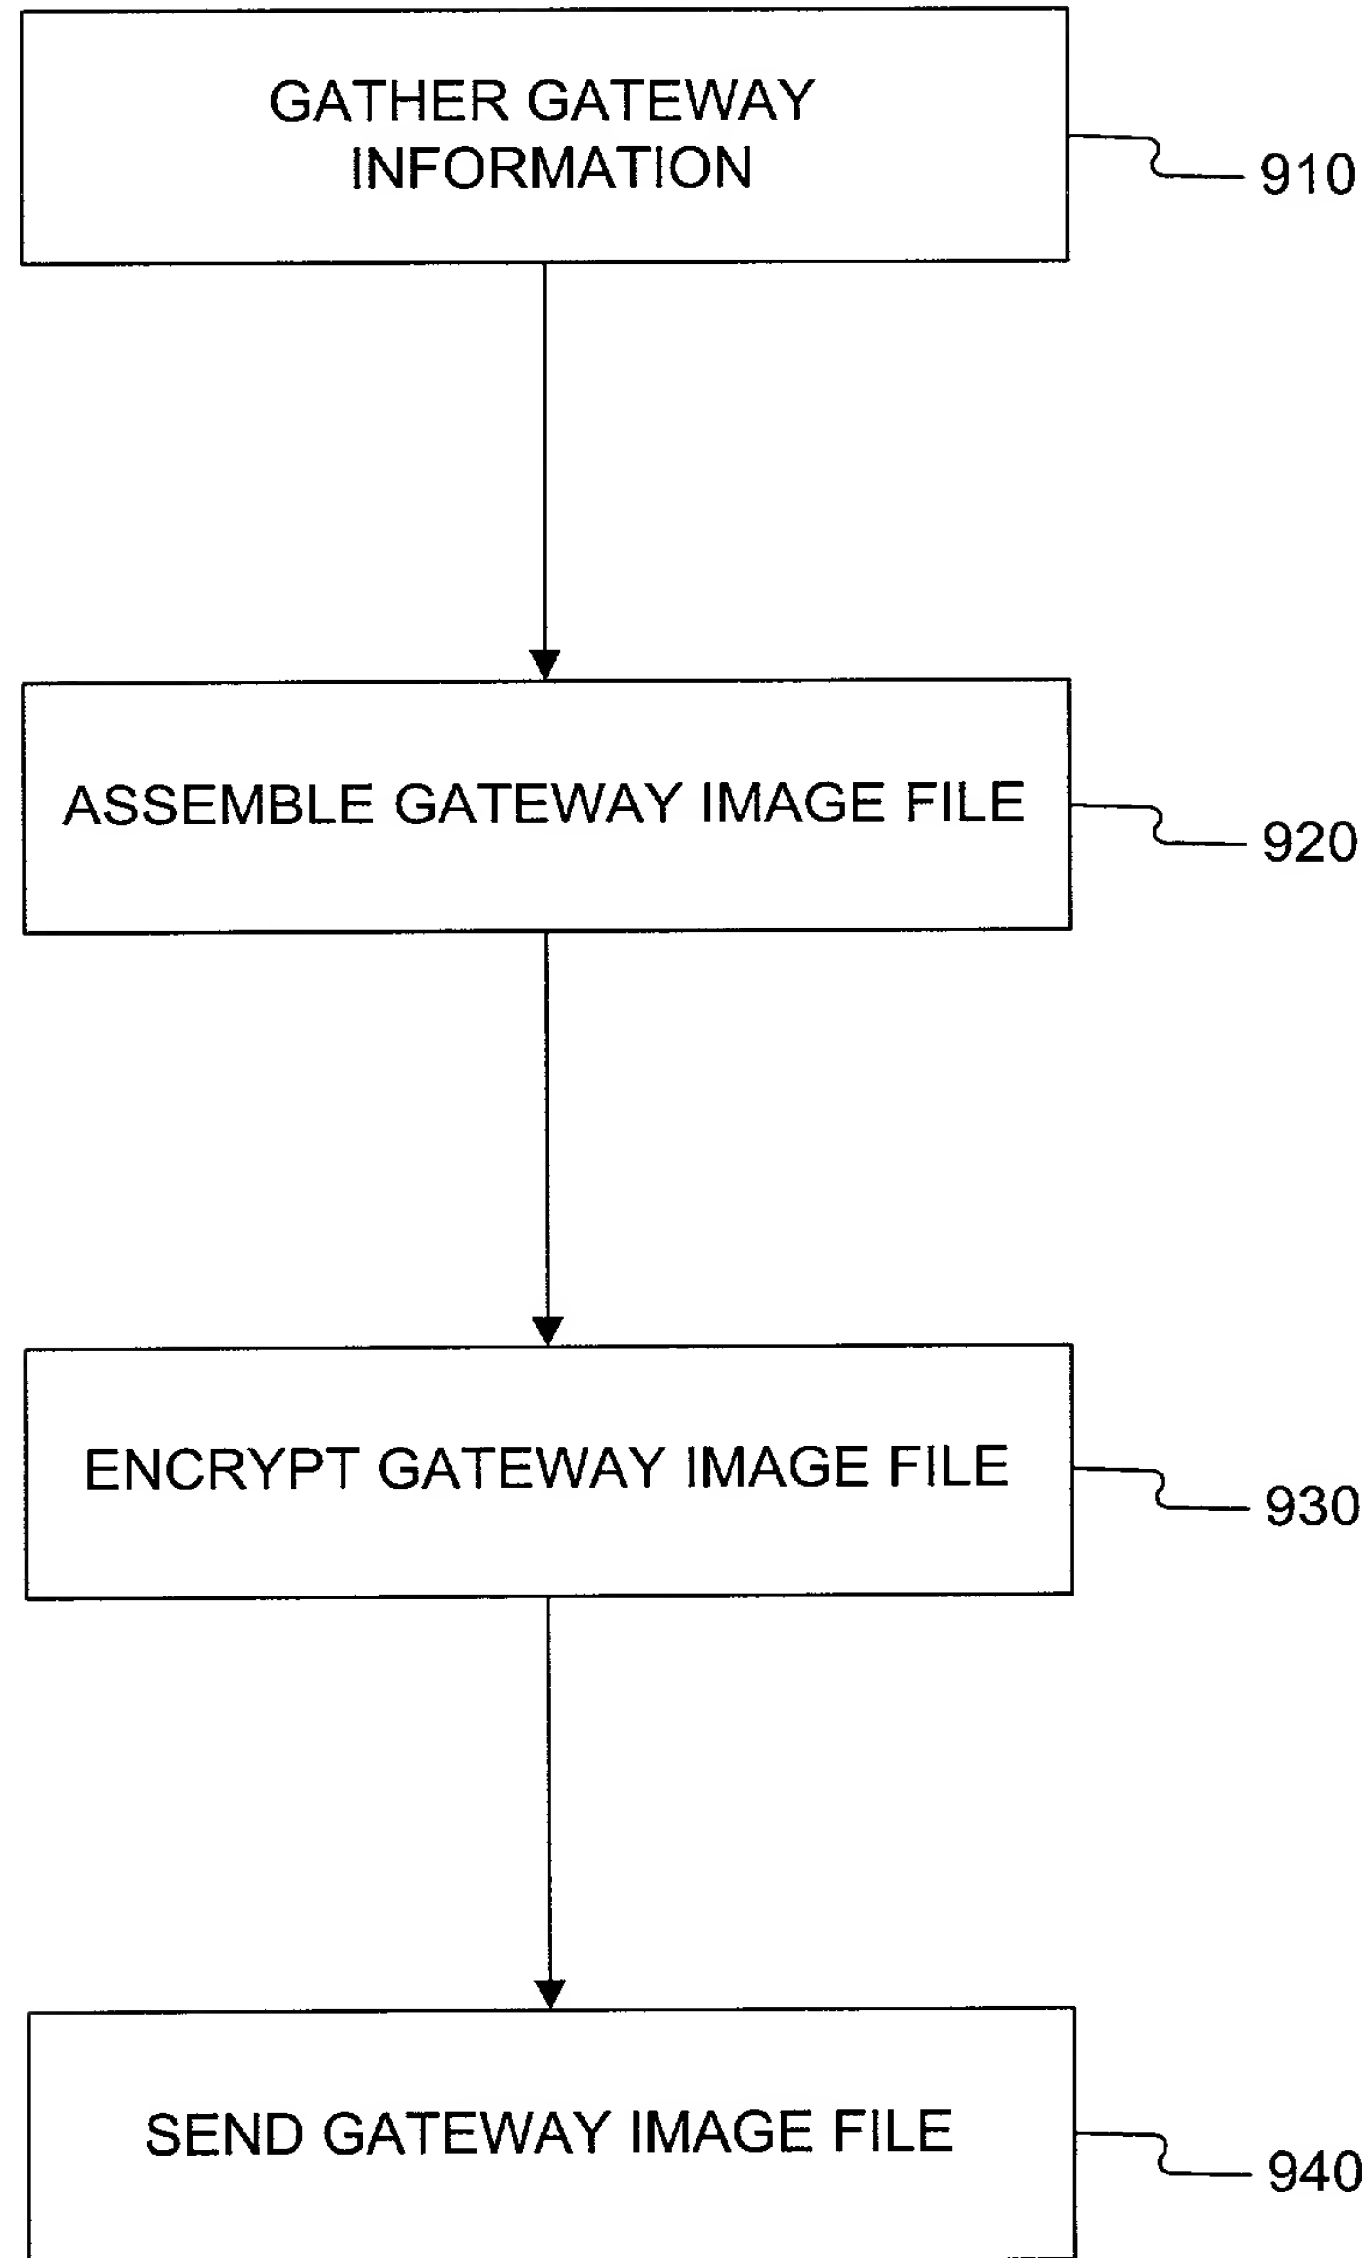 GATHER GATEWAY
INFORMATION
910
ASSEMBLE GATEWAY IMAGE FILE
920
ENCRYPT GATEWAY IMAGE FILE
930
SEND GATEWAY IMAGE FILE
940